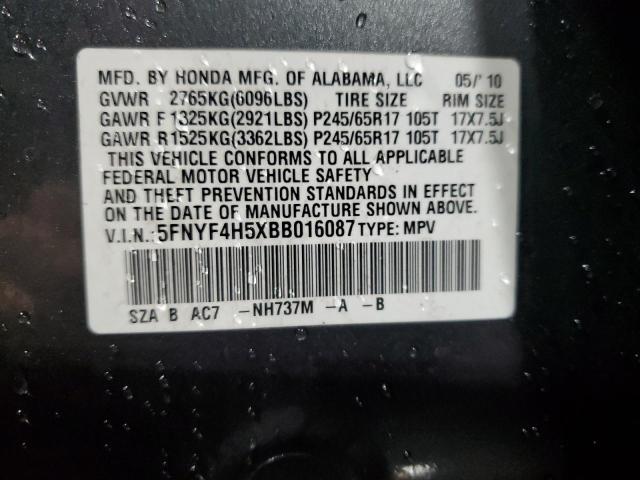 MFD. BY HONDA MFG. OF ALABAMA, LLC 05/'10
GVWR 2765KG(6096LBS) TIRE SIZE RIM SIZE
GAWR F1325KG(2921LBS) P245/65R17 105T 17X7.5J
GAWR R1525KG(3362LBS) P245/65R17 105T 17X7.5J
THIS VEHICLE CONFORMS TO ALL APPLICABLE
FEDERAL MOTOR VEHICLE SAFETY
AND THEFT PREVENTION STANDARDS IN EFFECT
ON THE DATE OF MANUFACTURE SHOWN ABOVE.
V.I.N.: 5FNYF4H5XBB016087 TYPE: MPV
SZA B AC7 -NH737M -A -B